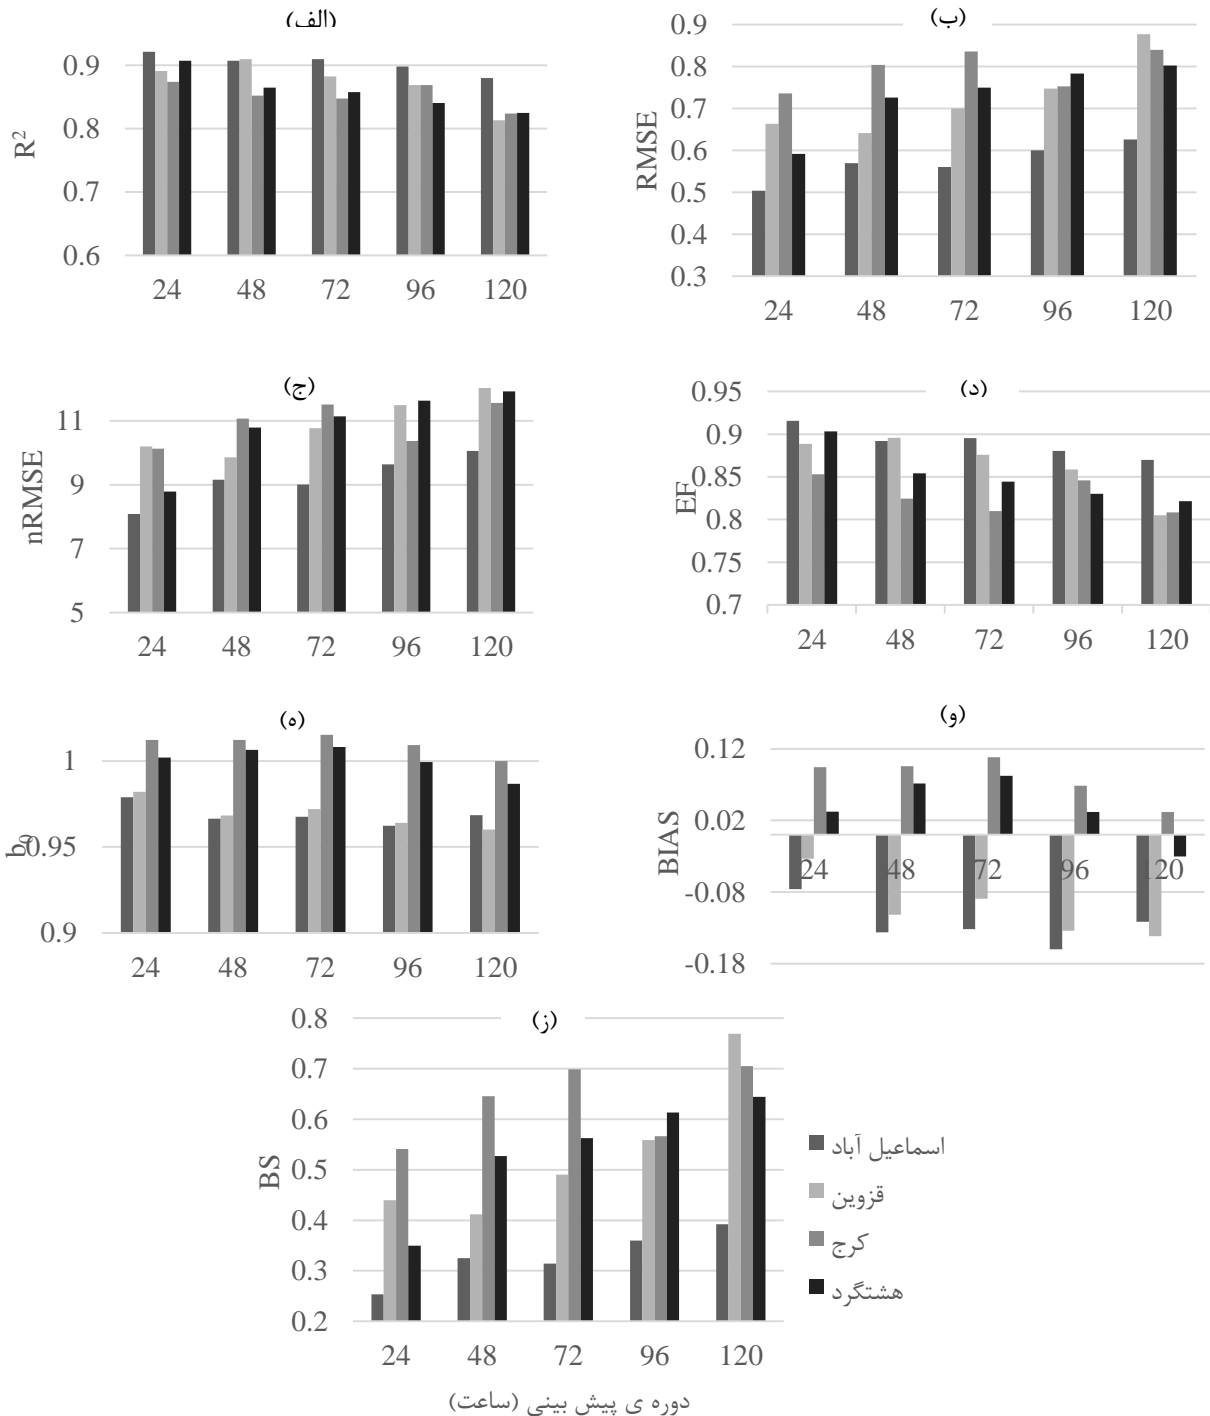 (الف)
0.9
0.8
0.7
0.6
R²
24 48 72 96 120
(ب)
0.9
0.8
0.7
0.6
0.5
0.4
0.3
RMSE
24 48 72 96 120
(ج)
11
9
7
5
nRMSE
24 48 72 96 120
(د)
0.95
0.9
0.85
0.8
0.75
0.7
EF
24 48 72 96 120
(ه)
1
0.95
0.9
b₀
24 48 72 96 120
(و)
0.12
0.02
-0.08
-0.18
BIAS
24 48 72 96 120
(ز)
0.8
0.7
0.6
0.5
0.4
0.3
0.2
BS
24 48 72 96 120
دوره ی پیش بینی (ساعت)
اسماعیل آباد
قزوین
کرج
هشتگرد